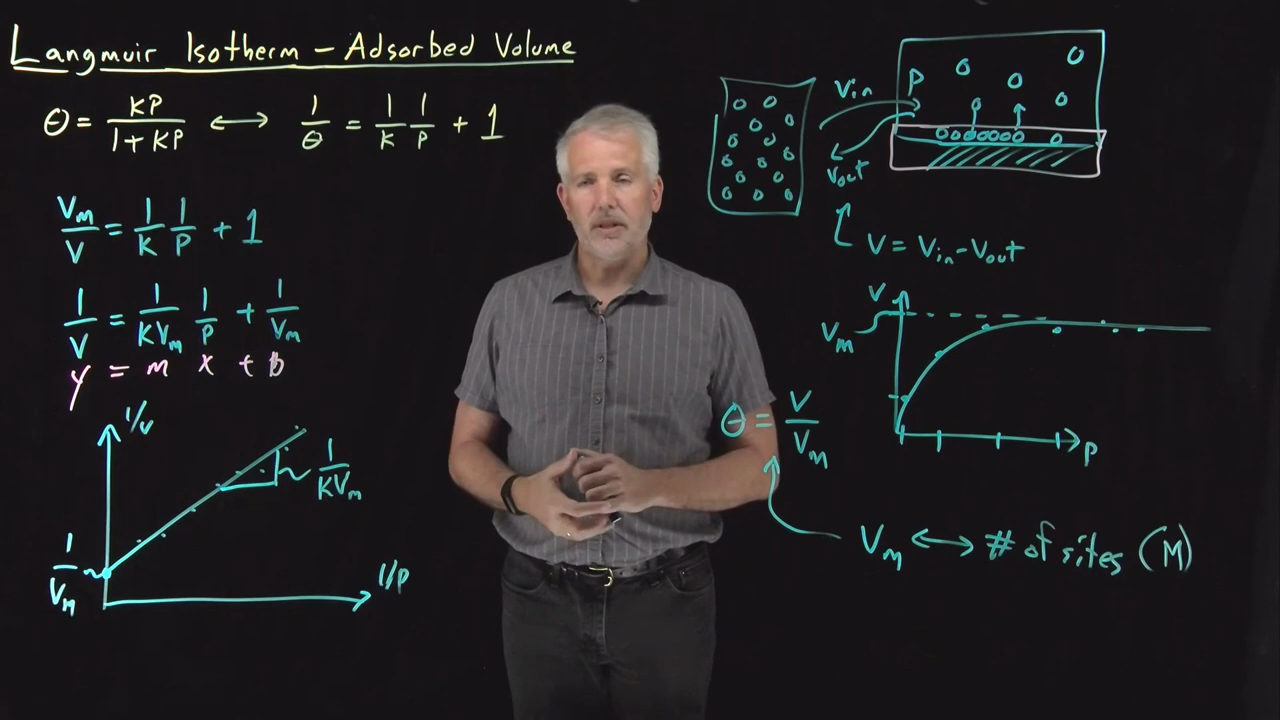 Langmuir Isotherm - Adsorbed Volume
θ = KP / 1 + KP ⟷ 1/θ = 1/K 1/P + 1
Vm/V = 1/K 1/P + 1
1/V = 1/KVm 1/P + 1/Vm
y = m x + b
1/V
1/KVm
1/Vm
1/P
P
Vin
Vout
V = Vin - Vout
V
Vm
P
θ = V/Vm
Vm ⟷ # of sites (M)